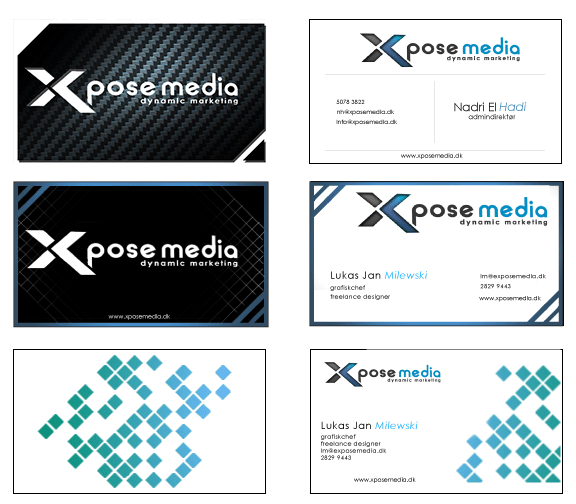 Xpose media
dynamic marketing
Xpose media
dynamic marketing
5078 3822
nh@xposemedia.dk
info@xposemedia.dk
Nadri El Hadi
admindirektør
www.xposemedia.dk
Xpose media
dynamic marketing
www.xposemedia.dk
Xpose media
dynamic marketing
Lukas Jan Milewski
grafiskchef
freelance designer
lm@exposemedia.dk
2829 9443
www.xposemedia.dk
Xpose media
dynamic marketing
Lukas Jan Milewski
grafiskchef
freelance designer
lm@exposemedia.dk
2829 9443
www.xposemedia.dk